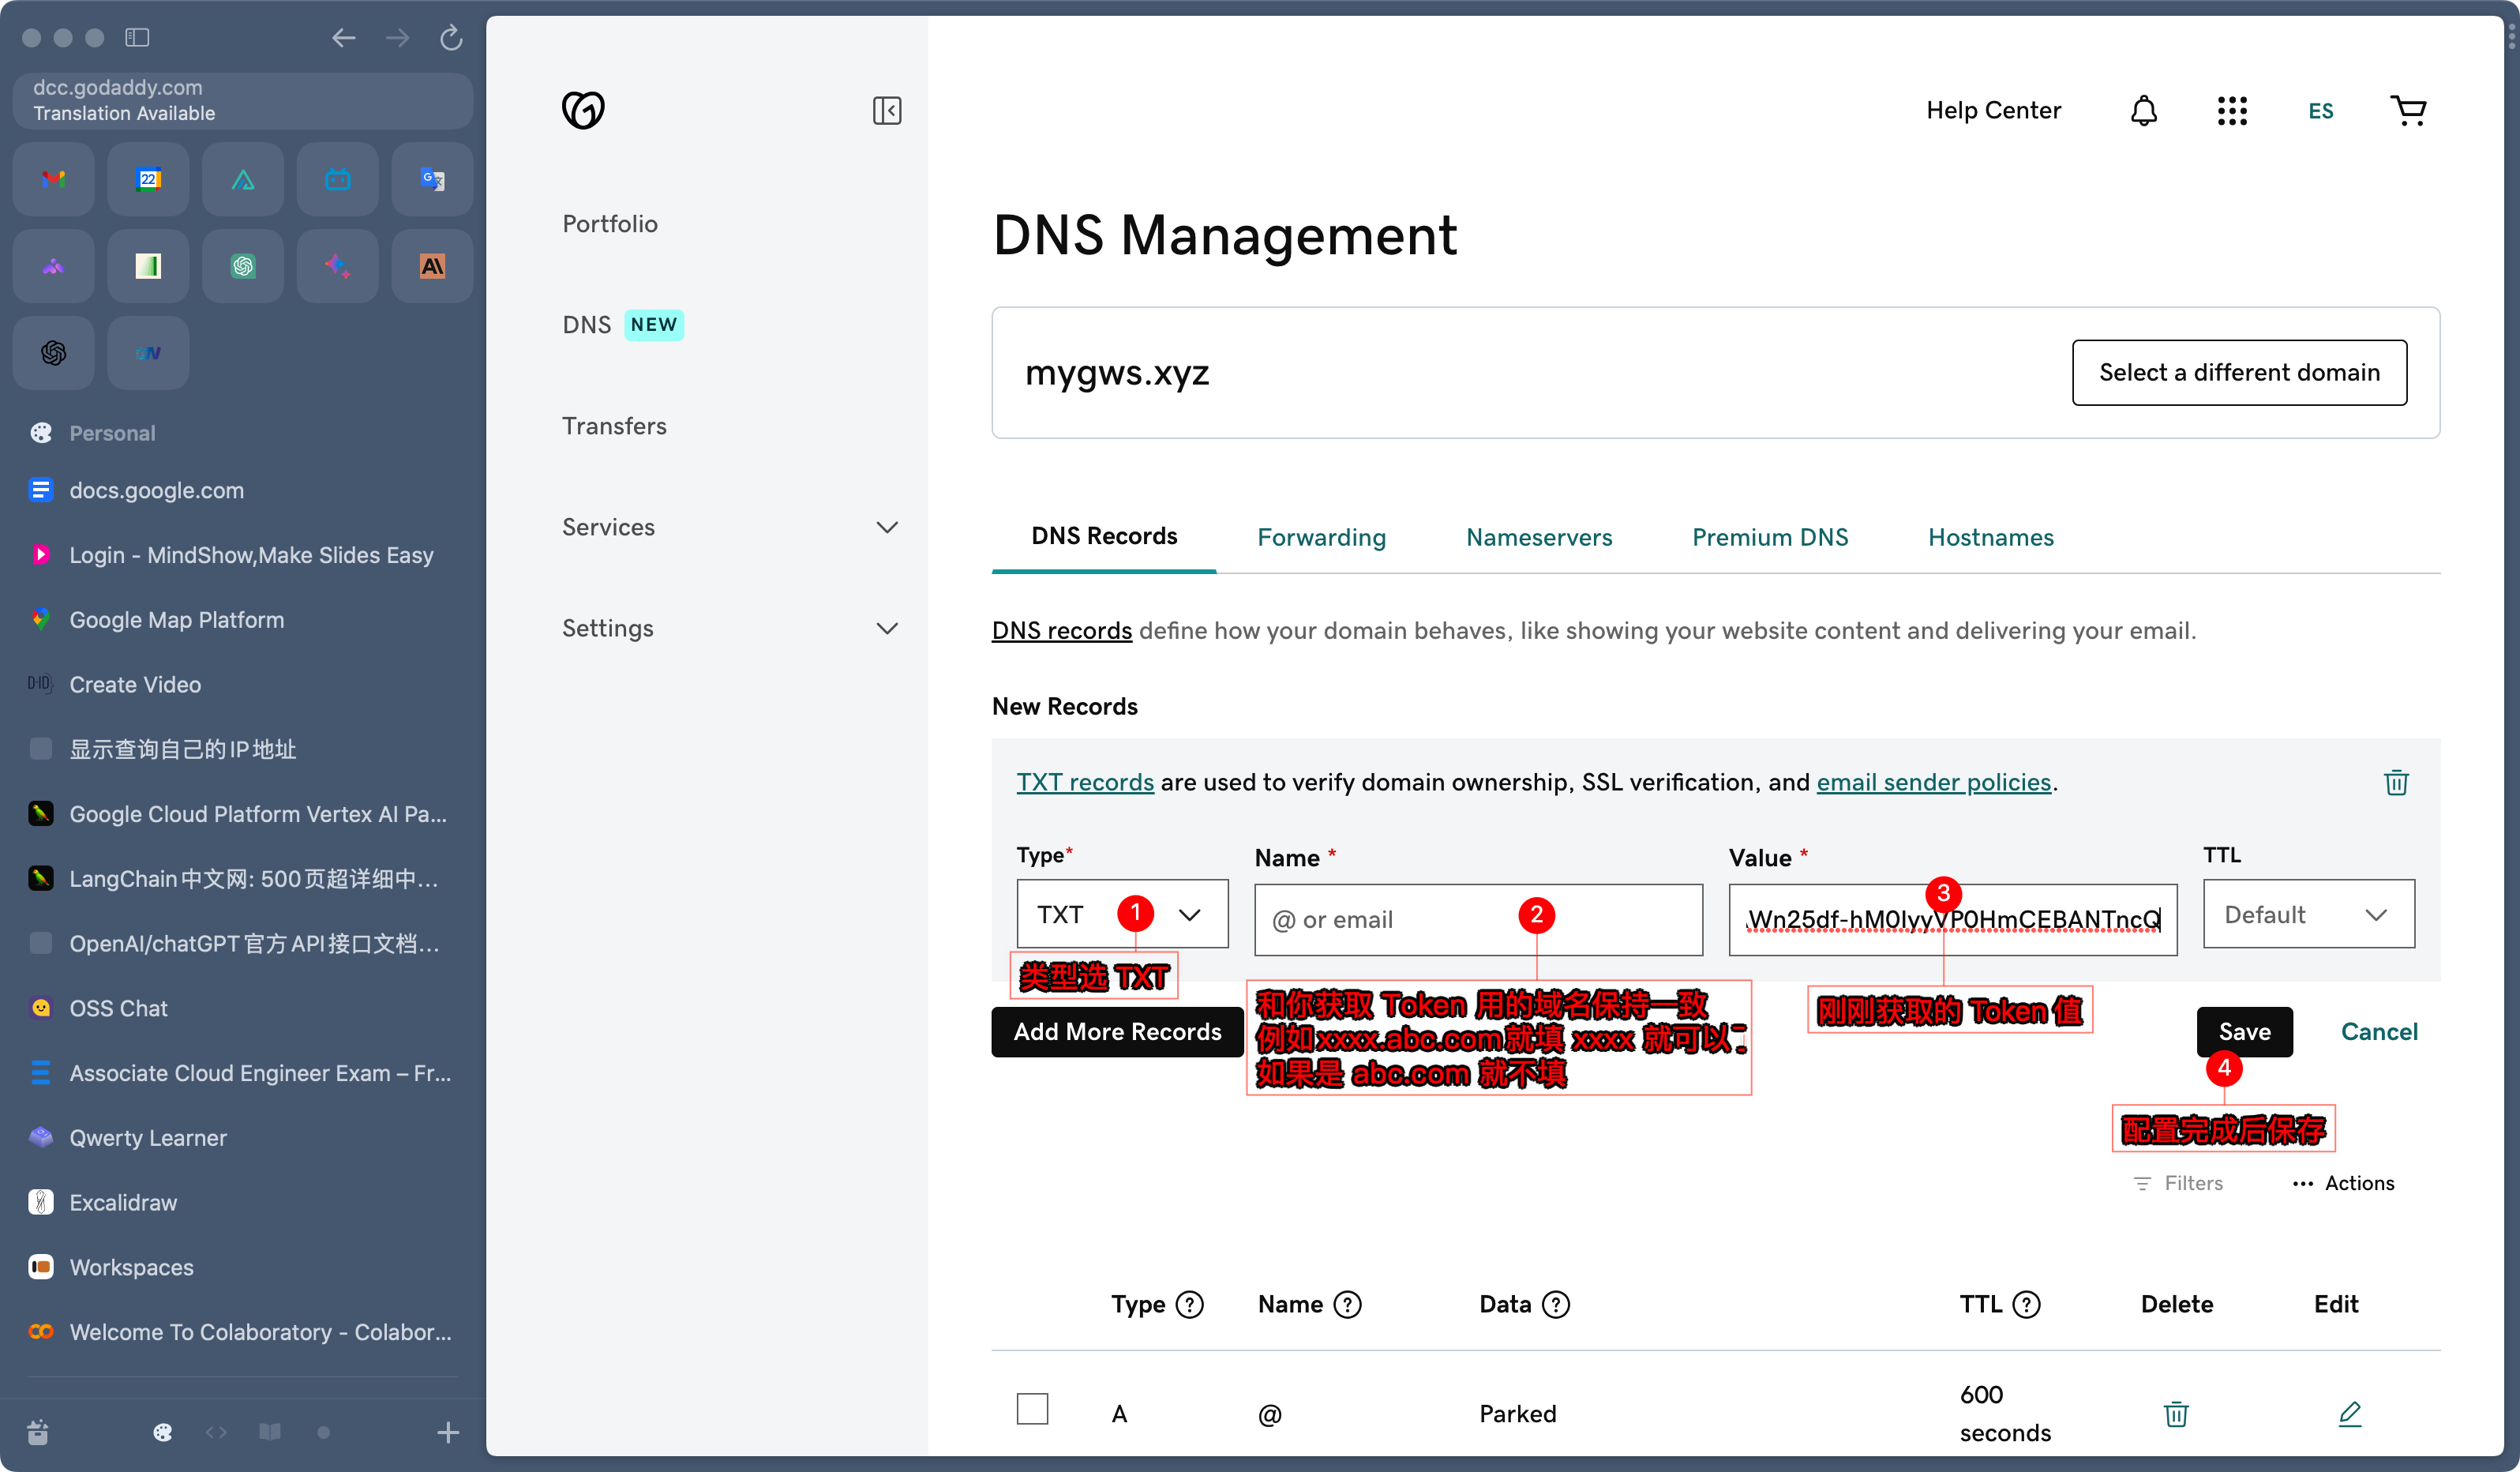 dcc.godaddy.com
Translation Available
22
Personal
docs.google.com
Login - MindShow,Make Slides Easy
Google Map Platform
D-ID
Create Video
显示查询自己的IP地址
Google Cloud Platform Vertex AI Pa...
LangChain中文网: 500页超详细中...
OpenAI/chatGPT官方API接口文档...
OSS Chat
Associate Cloud Engineer Exam – Fr...
Qwerty Learner
Excalidraw
Workspaces
Welcome To Colaboratory - Colabor...
Portfolio
DNS NEW
Transfers
Services
Settings
Help Center
ES
DNS Management
mygws.xyz
Select a different domain
DNS Records Forwarding Nameservers Premium DNS Hostnames
DNS records define how your domain behaves, like showing your website content and delivering your email.
New Records
TXT records are used to verify domain ownership, SSL verification, and email sender policies.
Type* Name * Value * TTL
TXT 1 @ or email 2 Wn25df-hM0IyyVP0HmCEBANTncQ 3 Default
类型选 TXT
和你获取 Token 用的域名保持一致
例如xxxx.abc.com就填 xxxx 就可以
如果是 abc.com 就不填
刚刚获取的 Token 值
Add More Records
Save Cancel
4
配置完成后保存
Filters ••• Actions
Type ? Name ? Data ? TTL ? Delete Edit
A @ Parked 600 seconds